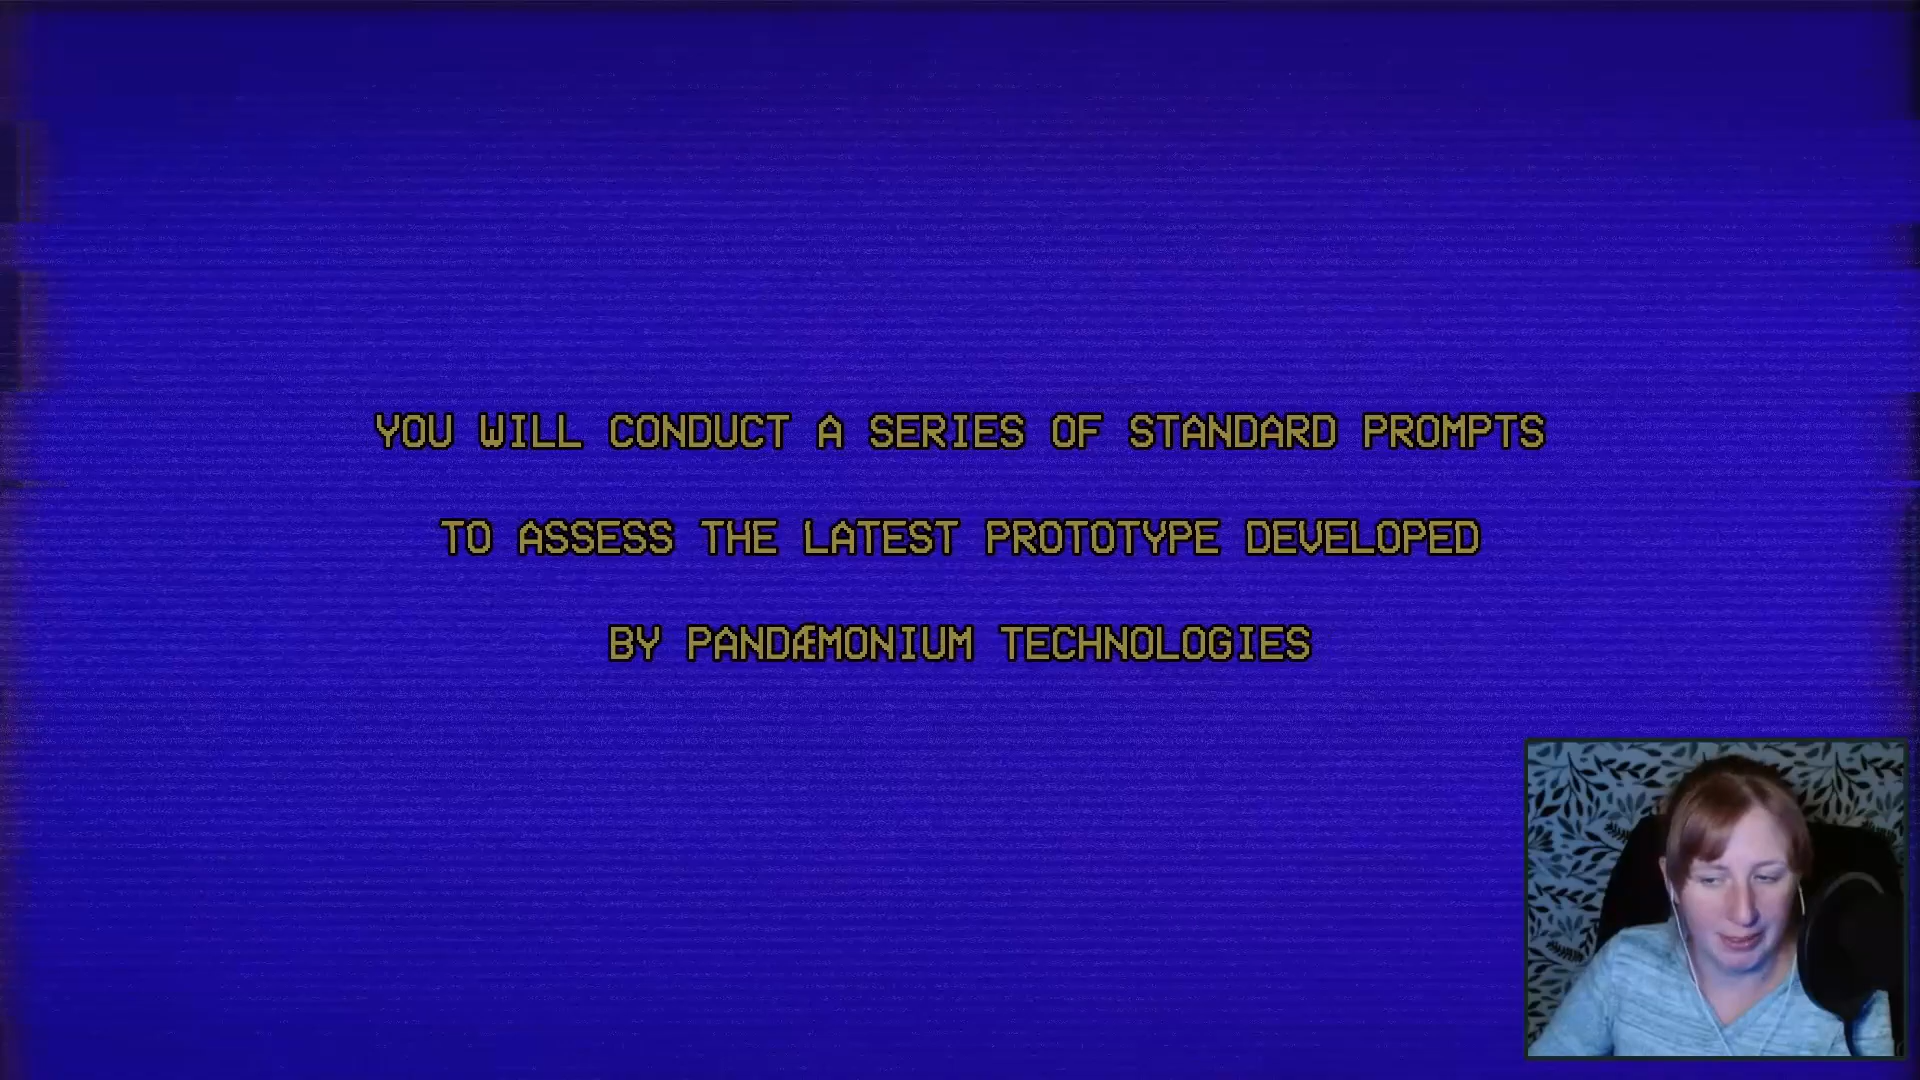 YOU WILL CONDUCT A SERIES OF STANDARD PROMPTS
TO ASSESS THE LATEST PROTOTYPE DEVELOPED
BY PANDÆMONIUM TECHNOLOGIES